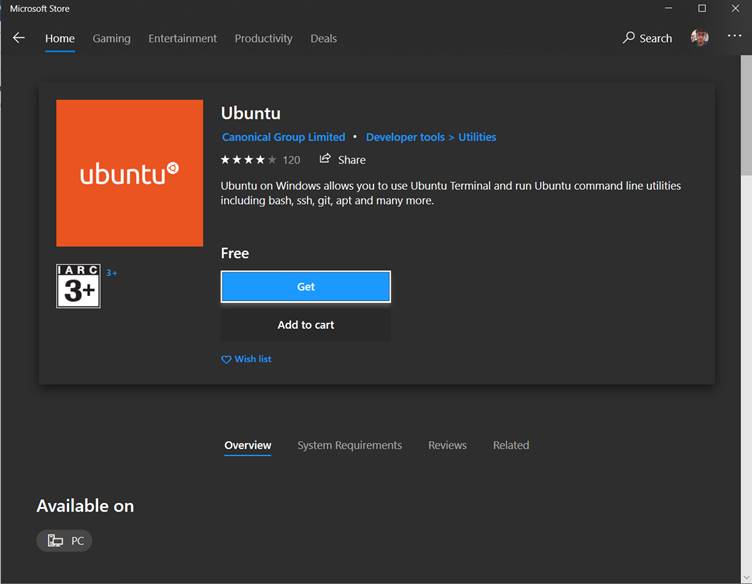 Microsoft Store
Home Gaming Entertainment Productivity Deals Search
ubuntu
Ubuntu
Canonical Group Limited • Developer tools > Utilities
120 Share
Ubuntu on Windows allows you to use Ubuntu Terminal and run Ubuntu command line utilities
including bash, ssh, git, apt and many more.
Free
IARC
3+
3+
Get
Add to cart
Wish list
Overview System Requirements Reviews Related
Available on
PC